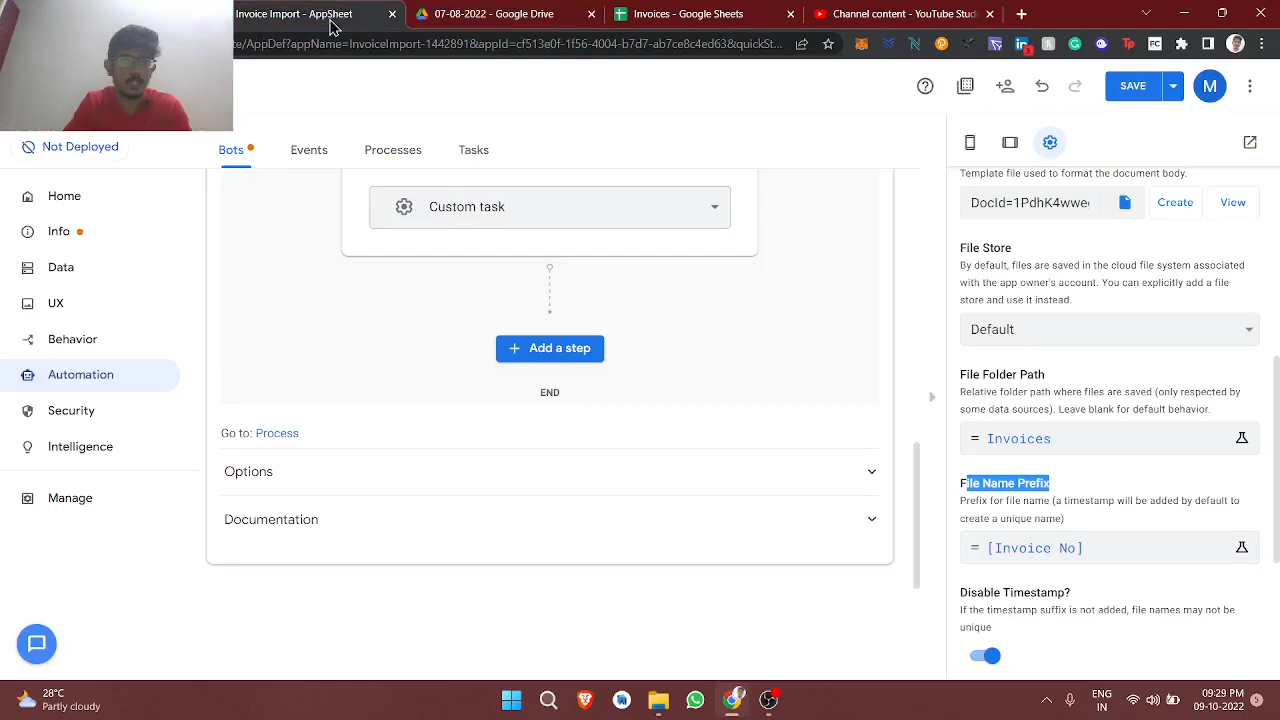 Invoice Import - AppSheet
07-08-2022 - Google Drive
Invoices - Google Sheets
Channel content - YouTube Stud
te/AppDef?appName=InvoiceImport-1442891&appId=cf513e0f-1f56-4004-b7d7-ab7ce8c4ed63&quickSt...
SAVE
M
Not Deployed
Bots
Events
Processes
Tasks
Home
Info
Data
UX
Behavior
Automation
Security
Intelligence
Manage
Custom task
+ Add a step
END
Go to: Process
Options
Documentation
Template file used to format the document body.
Create
View
File Store
By default, files are saved in the cloud file system associated
with the app owner's account. You can explicitly add a file
store and use it instead.
Default
File Folder Path
Relative folder path where files are saved (only respected by
some data sources). Leave blank for default behavior.
= Invoices
File Name Prefix
Prefix for file name (a timestamp will be added by default to
create a unique name)
= [Invoice No]
Disable Timestamp?
If the timestamp suffix is not added, file names may not be
unique
28°C
Partly cloudy
ENG
IN
09:29 PM
09-10-2022
5